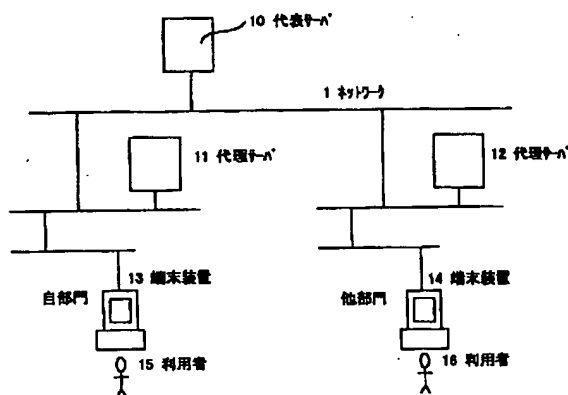 10 代表ｻｰﾊﾞ
1 ﾈｯﾄﾜｰｸ
11 代理ｻｰﾊﾞ
12 代理ｻｰﾊﾞ
13 端末装置
14 端末装置
自部門
他部門
15 利用者
16 利用者